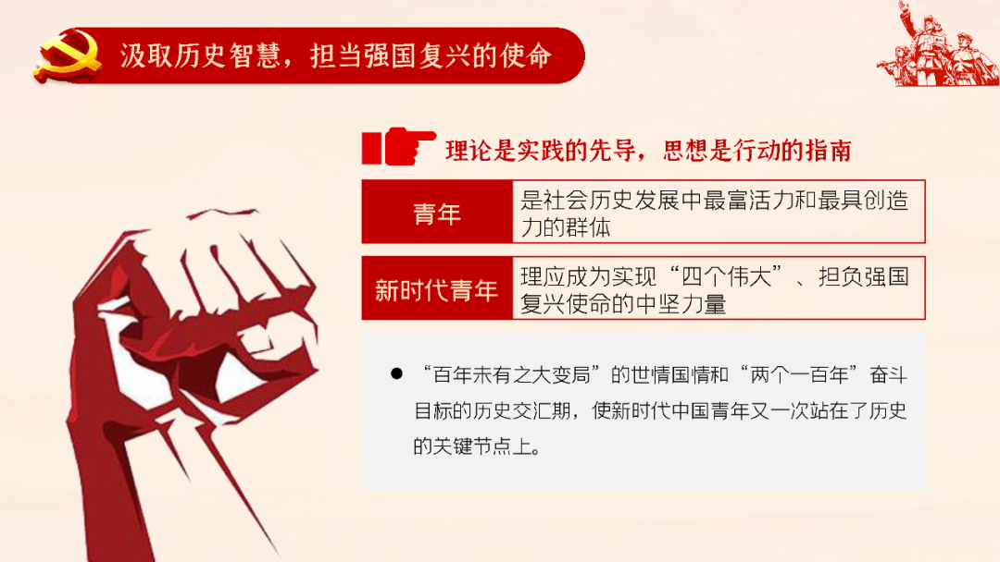 汲取历史智慧，担当强国复兴的使命
理论是实践的先导，思想是行动的指南
青年
是社会历史发展中最富活力和最具创造
力的群体
新时代青年
理应成为实现“四个伟大”、担负强国
复兴使命的中坚力量
● “百年未有之大变局”的世情国情和“两个一百年”奋斗
目标的历史交汇期，使新时代中国青年又一次站在了历史
的关键节点上。